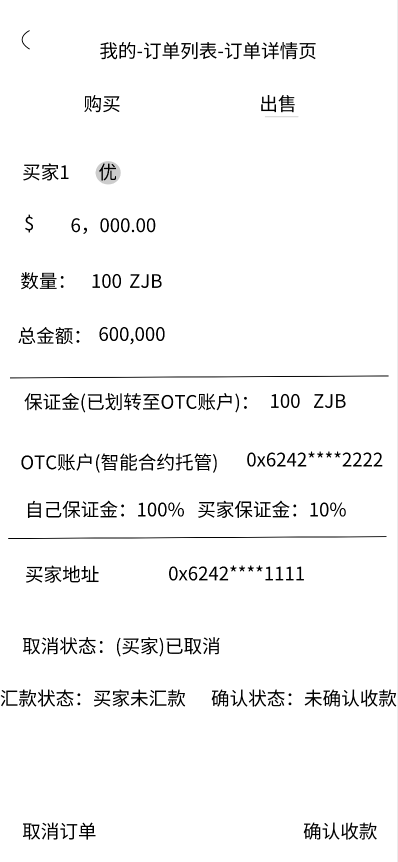 我的-订单列表-订单详情页
购买 出售
买家1 优
$ 6，000.00
数量： 100 ZJB
总金额： 600,000
保证金(已划转至OTC账户)： 100 ZJB
OTC账户(智能合约托管) 0x6242****2222
自己保证金：100% 买家保证金：10%
买家地址 0x6242****1111
取消状态：(买家)已取消
汇款状态：买家未汇款 确认状态：未确认收款
取消订单 确认收款